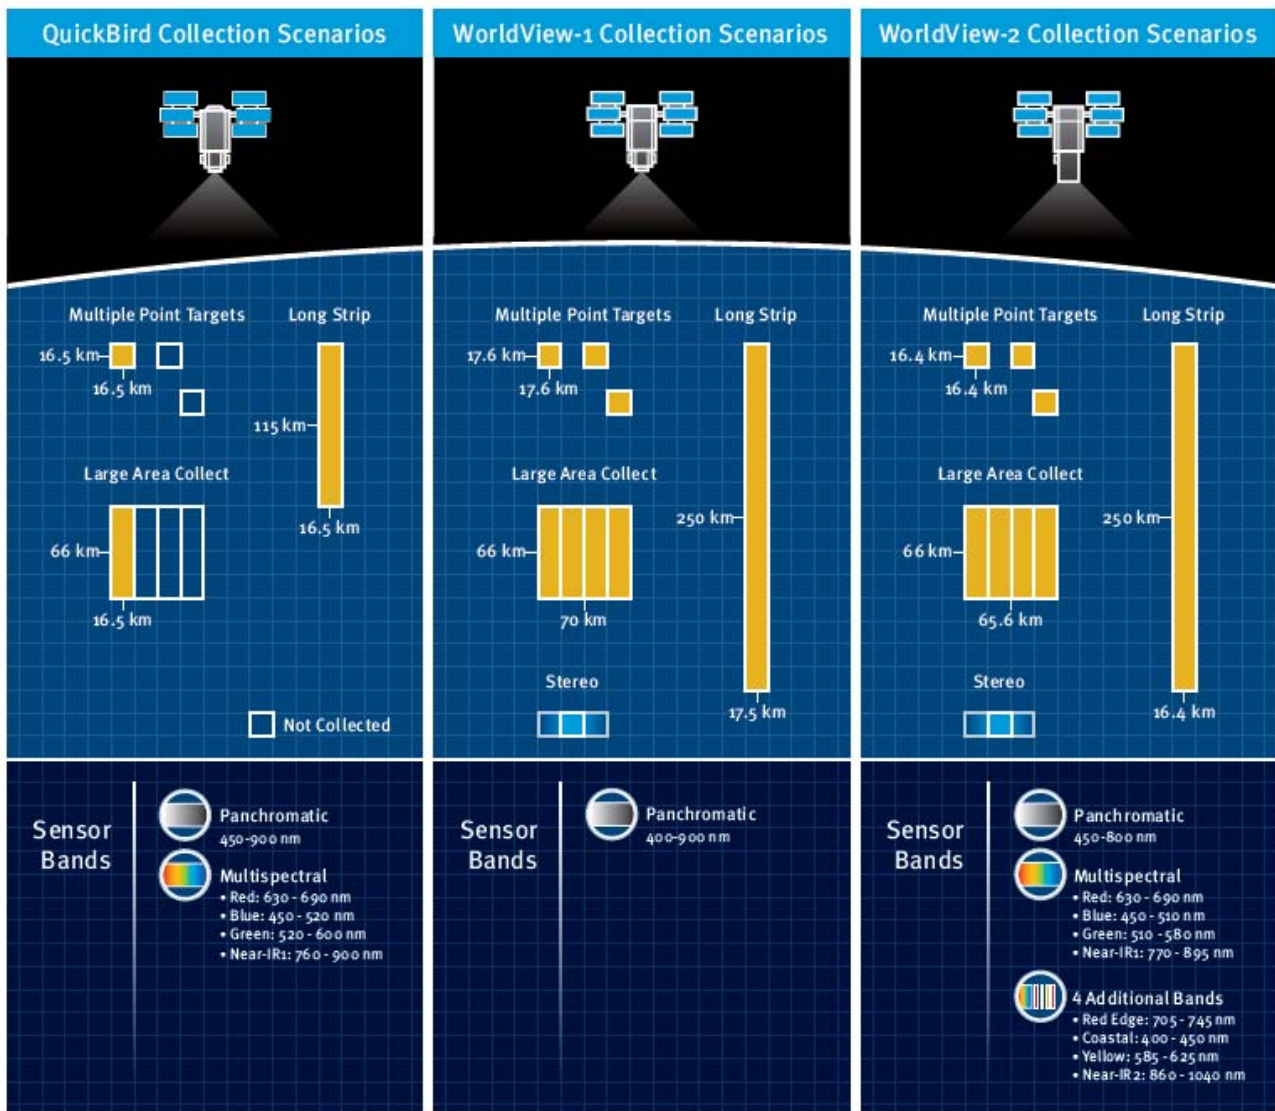 QuickBird Collection Scenarios
Multiple Point Targets
Long Strip
16.5 km
16.5 km
115 km
16.5 km
Large Area Collect
66 km
16.5 km
Not Collected
Sensor
Bands
Panchromatic
450-900 nm
Multispectral
• Red: 630 - 690 nm
• Blue: 450 - 520 nm
• Green: 520 - 600 nm
• Near-IR1: 760 - 900 nm
WorldView-1 Collection Scenarios
Multiple Point Targets
Long Strip
17.6 km
17.6 km
Large Area Collect
250 km
66 km
70 km
Stereo
17.5 km
Sensor
Bands
Panchromatic
400-900 nm
WorldView-2 Collection Scenarios
Multiple Point Targets
Long Strip
16.4 km
16.4 km
Large Area Collect
250 km
66 km
65.6 km
Stereo
16.4 km
Sensor
Bands
Panchromatic
450-800 nm
Multispectral
• Red: 630 - 690 nm
• Blue: 450 - 510 nm
• Green: 510 - 580 nm
• Near-IR1: 770 - 895 nm
4 Additional Bands
• Red Edge: 705 - 745 nm
• Coastal: 400 - 450 nm
• Yellow: 585 - 625 nm
• Near-IR2: 860 - 1040 nm